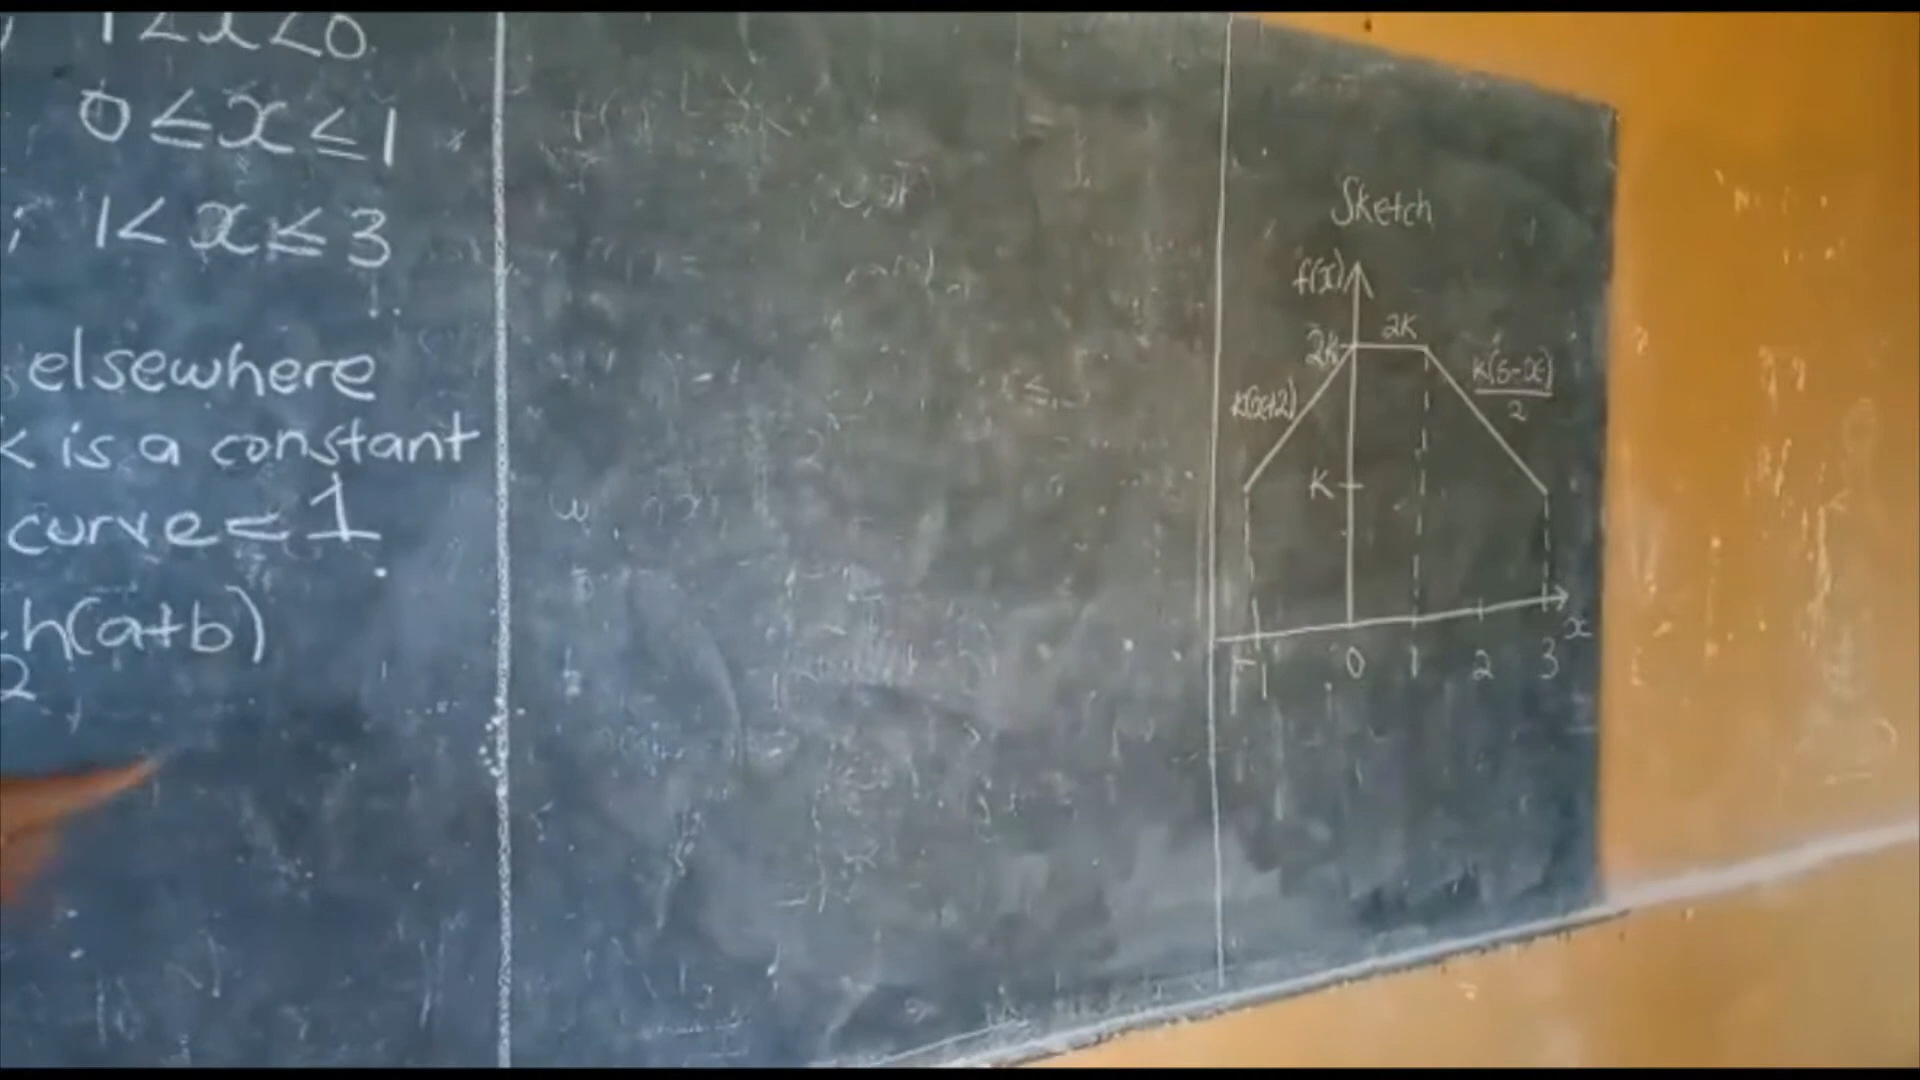 1<x<0
0≤x≤1
; 1<x≤3
elsewhere
k is a constant
curve = 1
h(a+b)
2
Sketch
f(x)
2k
2k
k(x+2)
k(5-x)
2
K
-1 0 1 2 3
x